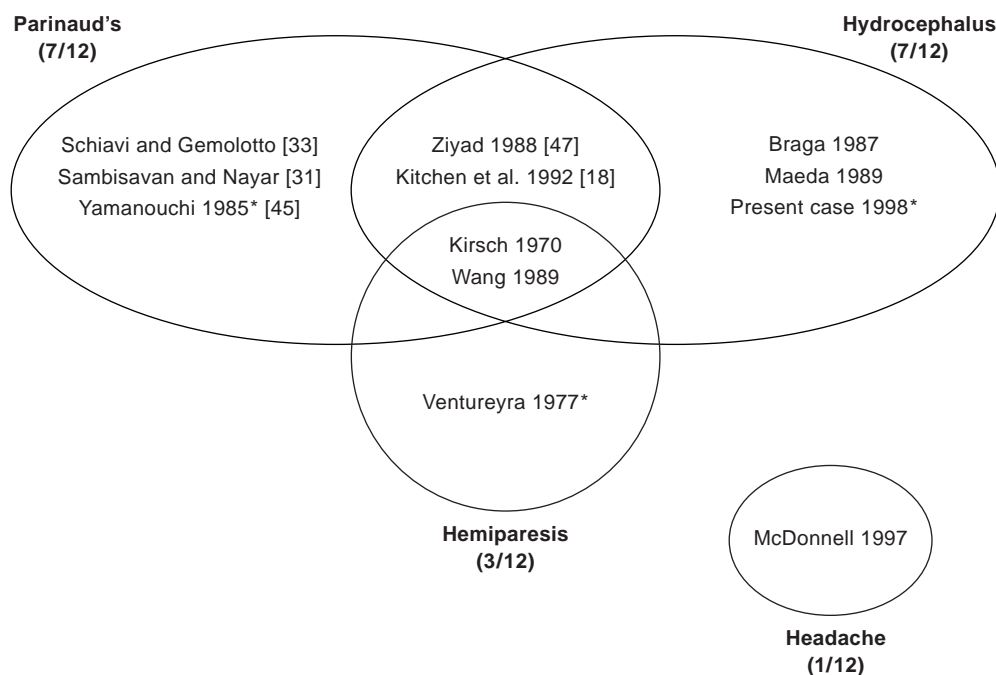 Parinaud's
(7/12)
Hydrocephalus
(7/12)
Schiavi and Gemolotto [33]
Sambisavan and Nayar [31]
Yamanouchi 1985* [45]
Ziyad 1988 [47]
Kitchen et al. 1992 [18]
Braga 1987
Maeda 1989
Present case 1998*
Kirsch 1970
Wang 1989
Ventureyra 1977*
Hemiparesis
(3/12)
McDonnell 1997
Headache
(1/12)